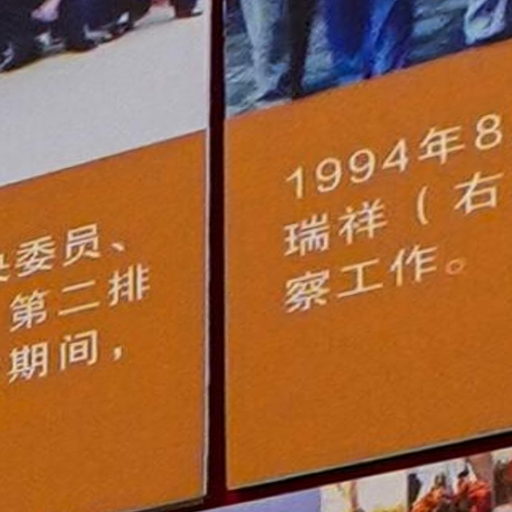 委员、
第二排
期间，
1994年8
瑞祥（右
察工作。